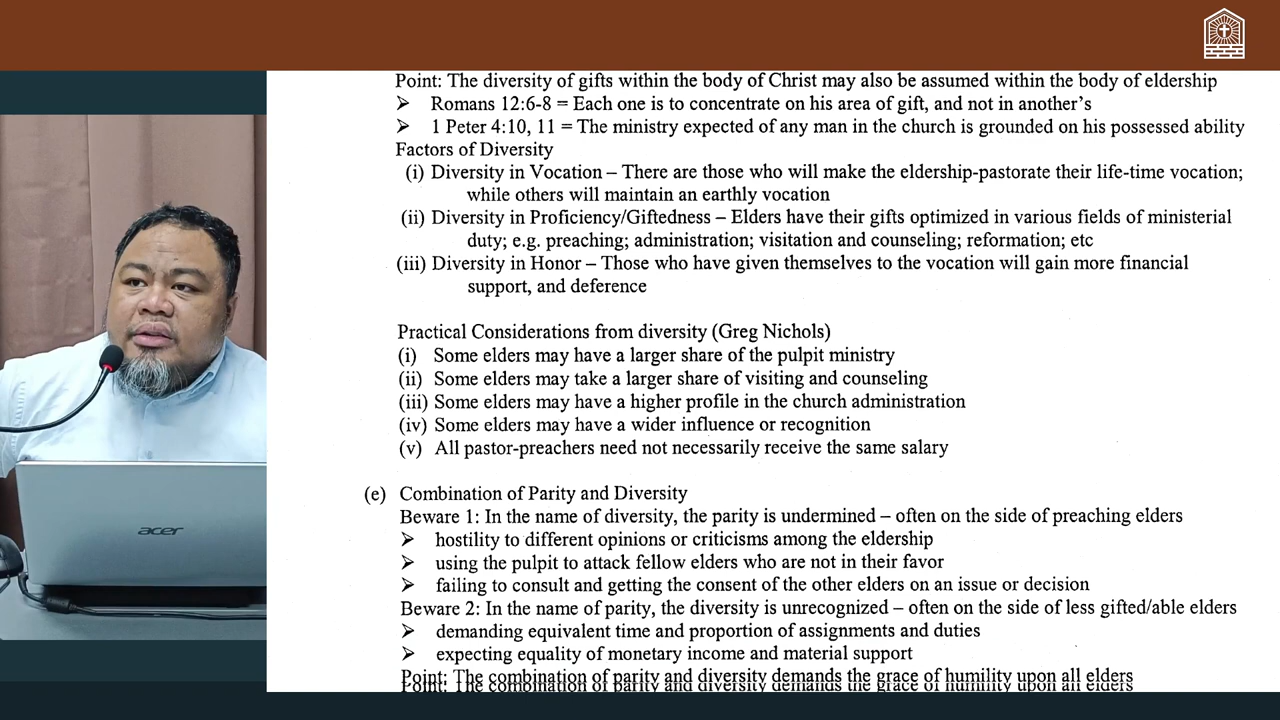 Point: The diversity of gifts within the body of Christ may also be assumed within the body of eldership
➢ Romans 12:6-8 = Each one is to concentrate on his area of gift, and not in another's
➢ 1 Peter 4:10, 11 = The ministry expected of any man in the church is grounded on his possessed ability
Factors of Diversity
(i) Diversity in Vocation – There are those who will make the eldership-pastorate their life-time vocation;
while others will maintain an earthly vocation
(ii) Diversity in Proficiency/Giftedness – Elders have their gifts optimized in various fields of ministerial
duty; e.g. preaching; administration; visitation and counseling; reformation; etc
(iii) Diversity in Honor – Those who have given themselves to the vocation will gain more financial
support, and deference
Practical Considerations from diversity (Greg Nichols)
(i) Some elders may have a larger share of the pulpit ministry
(ii) Some elders may take a larger share of visiting and counseling
(iii) Some elders may have a higher profile in the church administration
(iv) Some elders may have a wider influence or recognition
(v) All pastor-preachers need not necessarily receive the same salary
(e) Combination of Parity and Diversity
Beware 1: In the name of diversity, the parity is undermined – often on the side of preaching elders
➢ hostility to different opinions or criticisms among the eldership
➢ using the pulpit to attack fellow elders who are not in their favor
➢ failing to consult and getting the consent of the other elders on an issue or decision
Beware 2: In the name of parity, the diversity is unrecognized – often on the side of less gifted/able elders
➢ demanding equivalent time and proportion of assignments and duties
➢ expecting equality of monetary income and material support
Point: The combination of parity and diversity demands the grace of humility upon all elders
acer